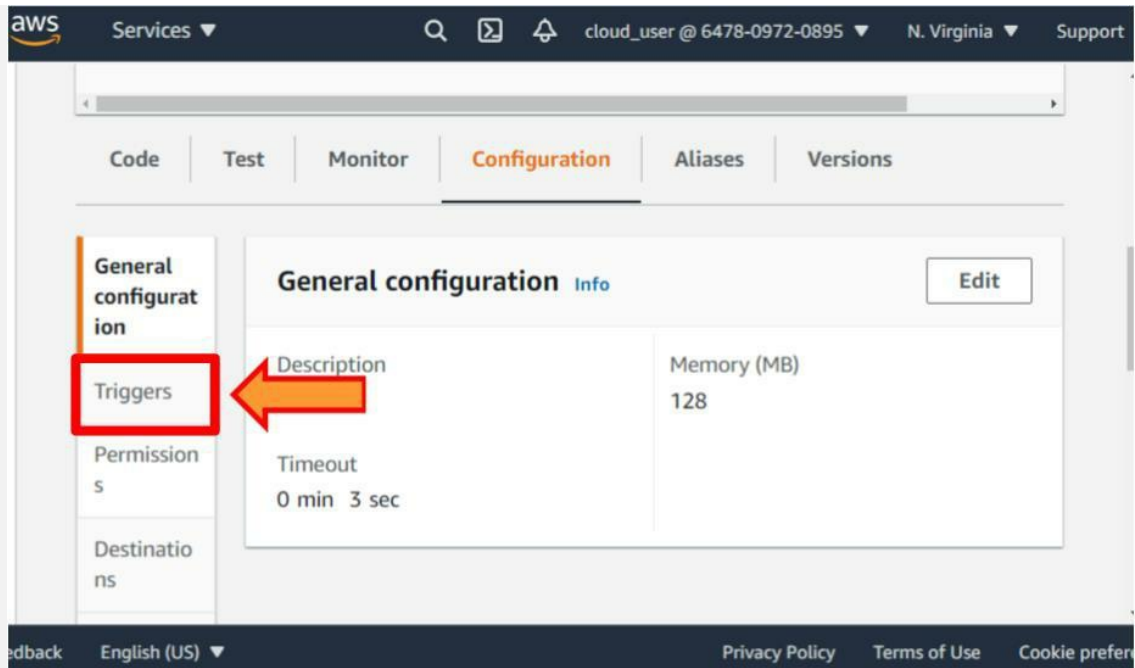 aws Services cloud_user @ 6478-0972-0895 N. Virginia Support
Code Test Monitor Configuration Aliases Versions
General
configurat
ion
General configuration Info Edit
Triggers
Description
Memory (MB)
128
Permission
s
Timeout
0 min 3 sec
Destinatio
ns
edback English (US) Privacy Policy Terms of Use Cookie prefer